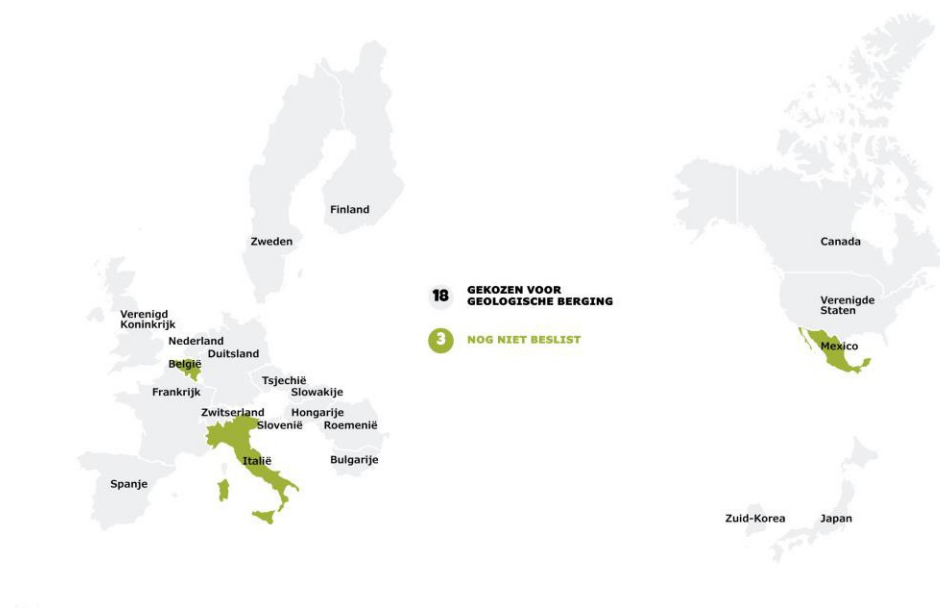 Finland
Zweden
Canada
18
GEKOZEN VOOR
GEOLOGISCHE BERGING
Verenigde
Staten
Verenigd
Koninkrijk
Nederland
3
NOG NIET BESLIST
Mexico
Duitsland
België
Tsjechië
Slowakije
Frankrijk
Zwitserland
Hongarije
Slovenië
Roemenië
Italië
Bulgarije
Spanje
Zuid-Korea
Japan